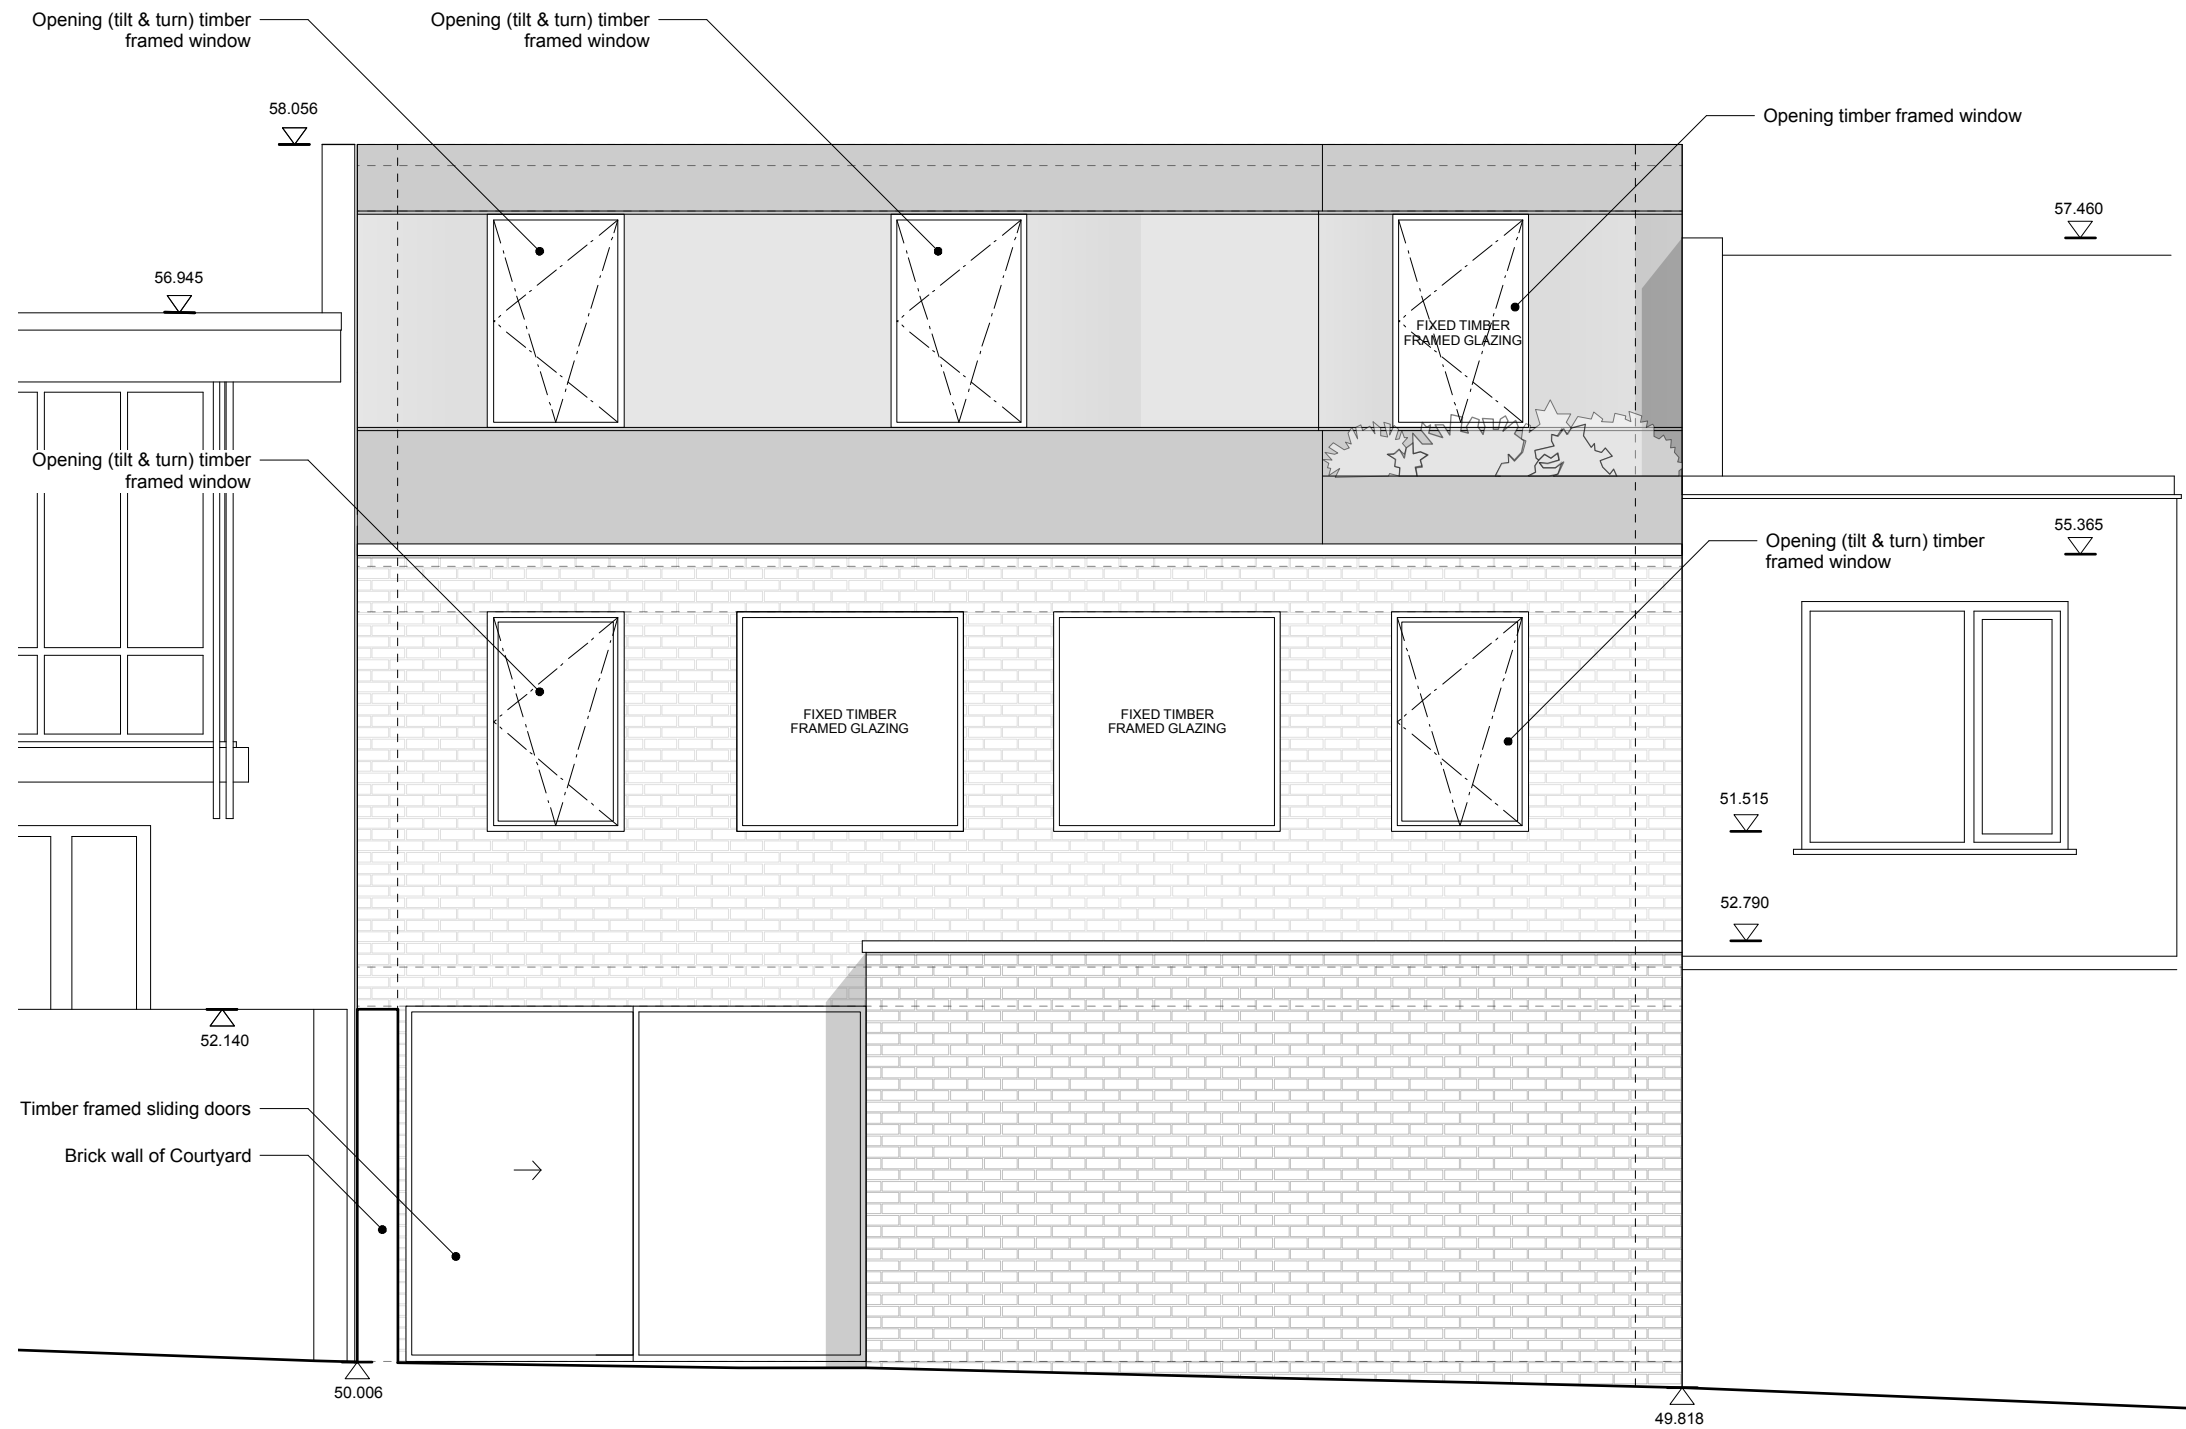 Opening (tilt & turn) timber
framed window
Opening (tilt & turn) timber
framed window
58.056
Opening timber framed window
57.460
56.945
FIXED TIMBER
FRAMED GLAZING
Opening (tilt & turn) timber
framed window
55.365
Opening (tilt & turn) timber
framed window
FIXED TIMBER
FRAMED GLAZING
FIXED TIMBER
FRAMED GLAZING
51.515
52.790
52.140
Timber framed sliding doors
Brick wall of Courtyard
50.006
49.818